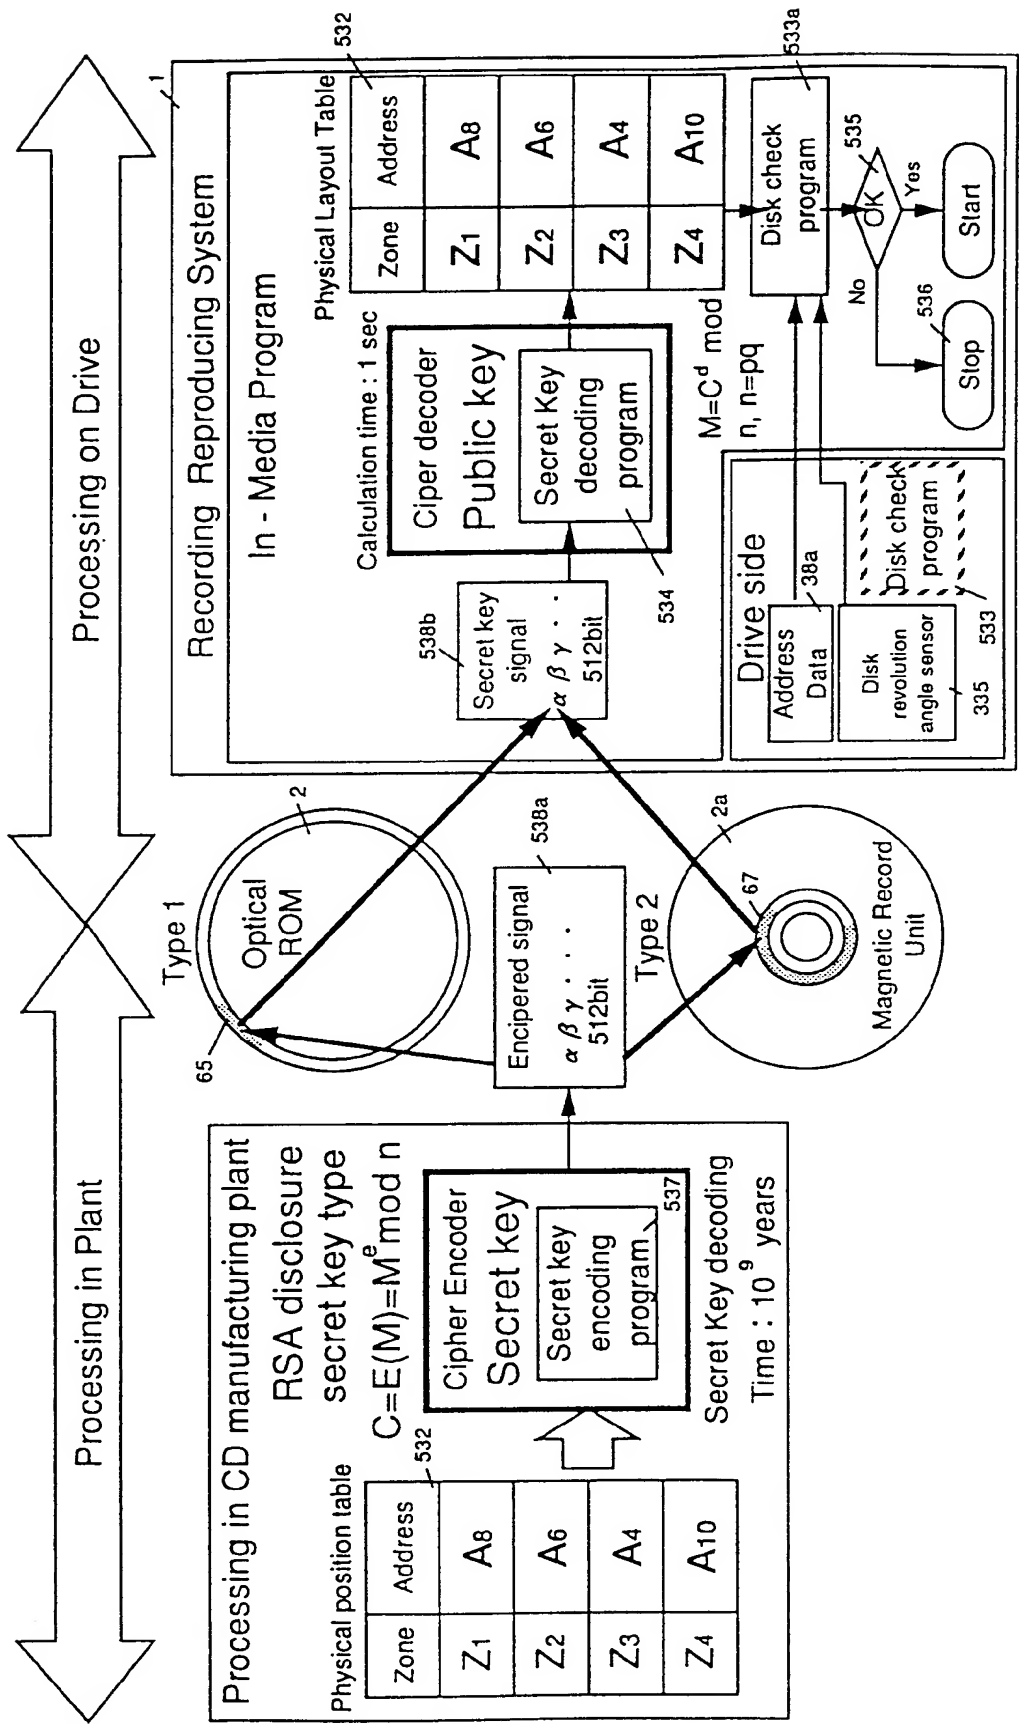 Processing in Plant
Processing on Drive
Processing in CD manufacturing plant
RSA disclosure
secret key type
C=E(M)=M^e mod n
Physical position table
532
Zone Address
Z1 A8
Z2 A6
Z3 A4
Z4 A10
Cipher Encoder
Secret key
Secret key
encoding
program
537
Secret Key decoding
Time : 10^9 years
Type 1
65
2
Optical
ROM
Encipered signal
α β γ . . . .
512bit
538a
Type 2
2a
67
Magnetic Record
Unit
1
Recording Reproducing System
In - Media Program
538b
Secret key
signal
α β γ . .
512bit
Calculation time : 1 sec
Ciper decoder
Public key
Secret Key
decoding
program
534
M=C^d mod
n, n=pq
Physical Layout Table
532
Zone Address
Z1 A8
Z2 A6
Z3 A4
Z4 A10
Drive side
Address
Data
38a
Disk
revolution
angle sensor
335
Disk check
program
533
Disk check
program
533a
OK
535
No
Yes
Stop
536
Start